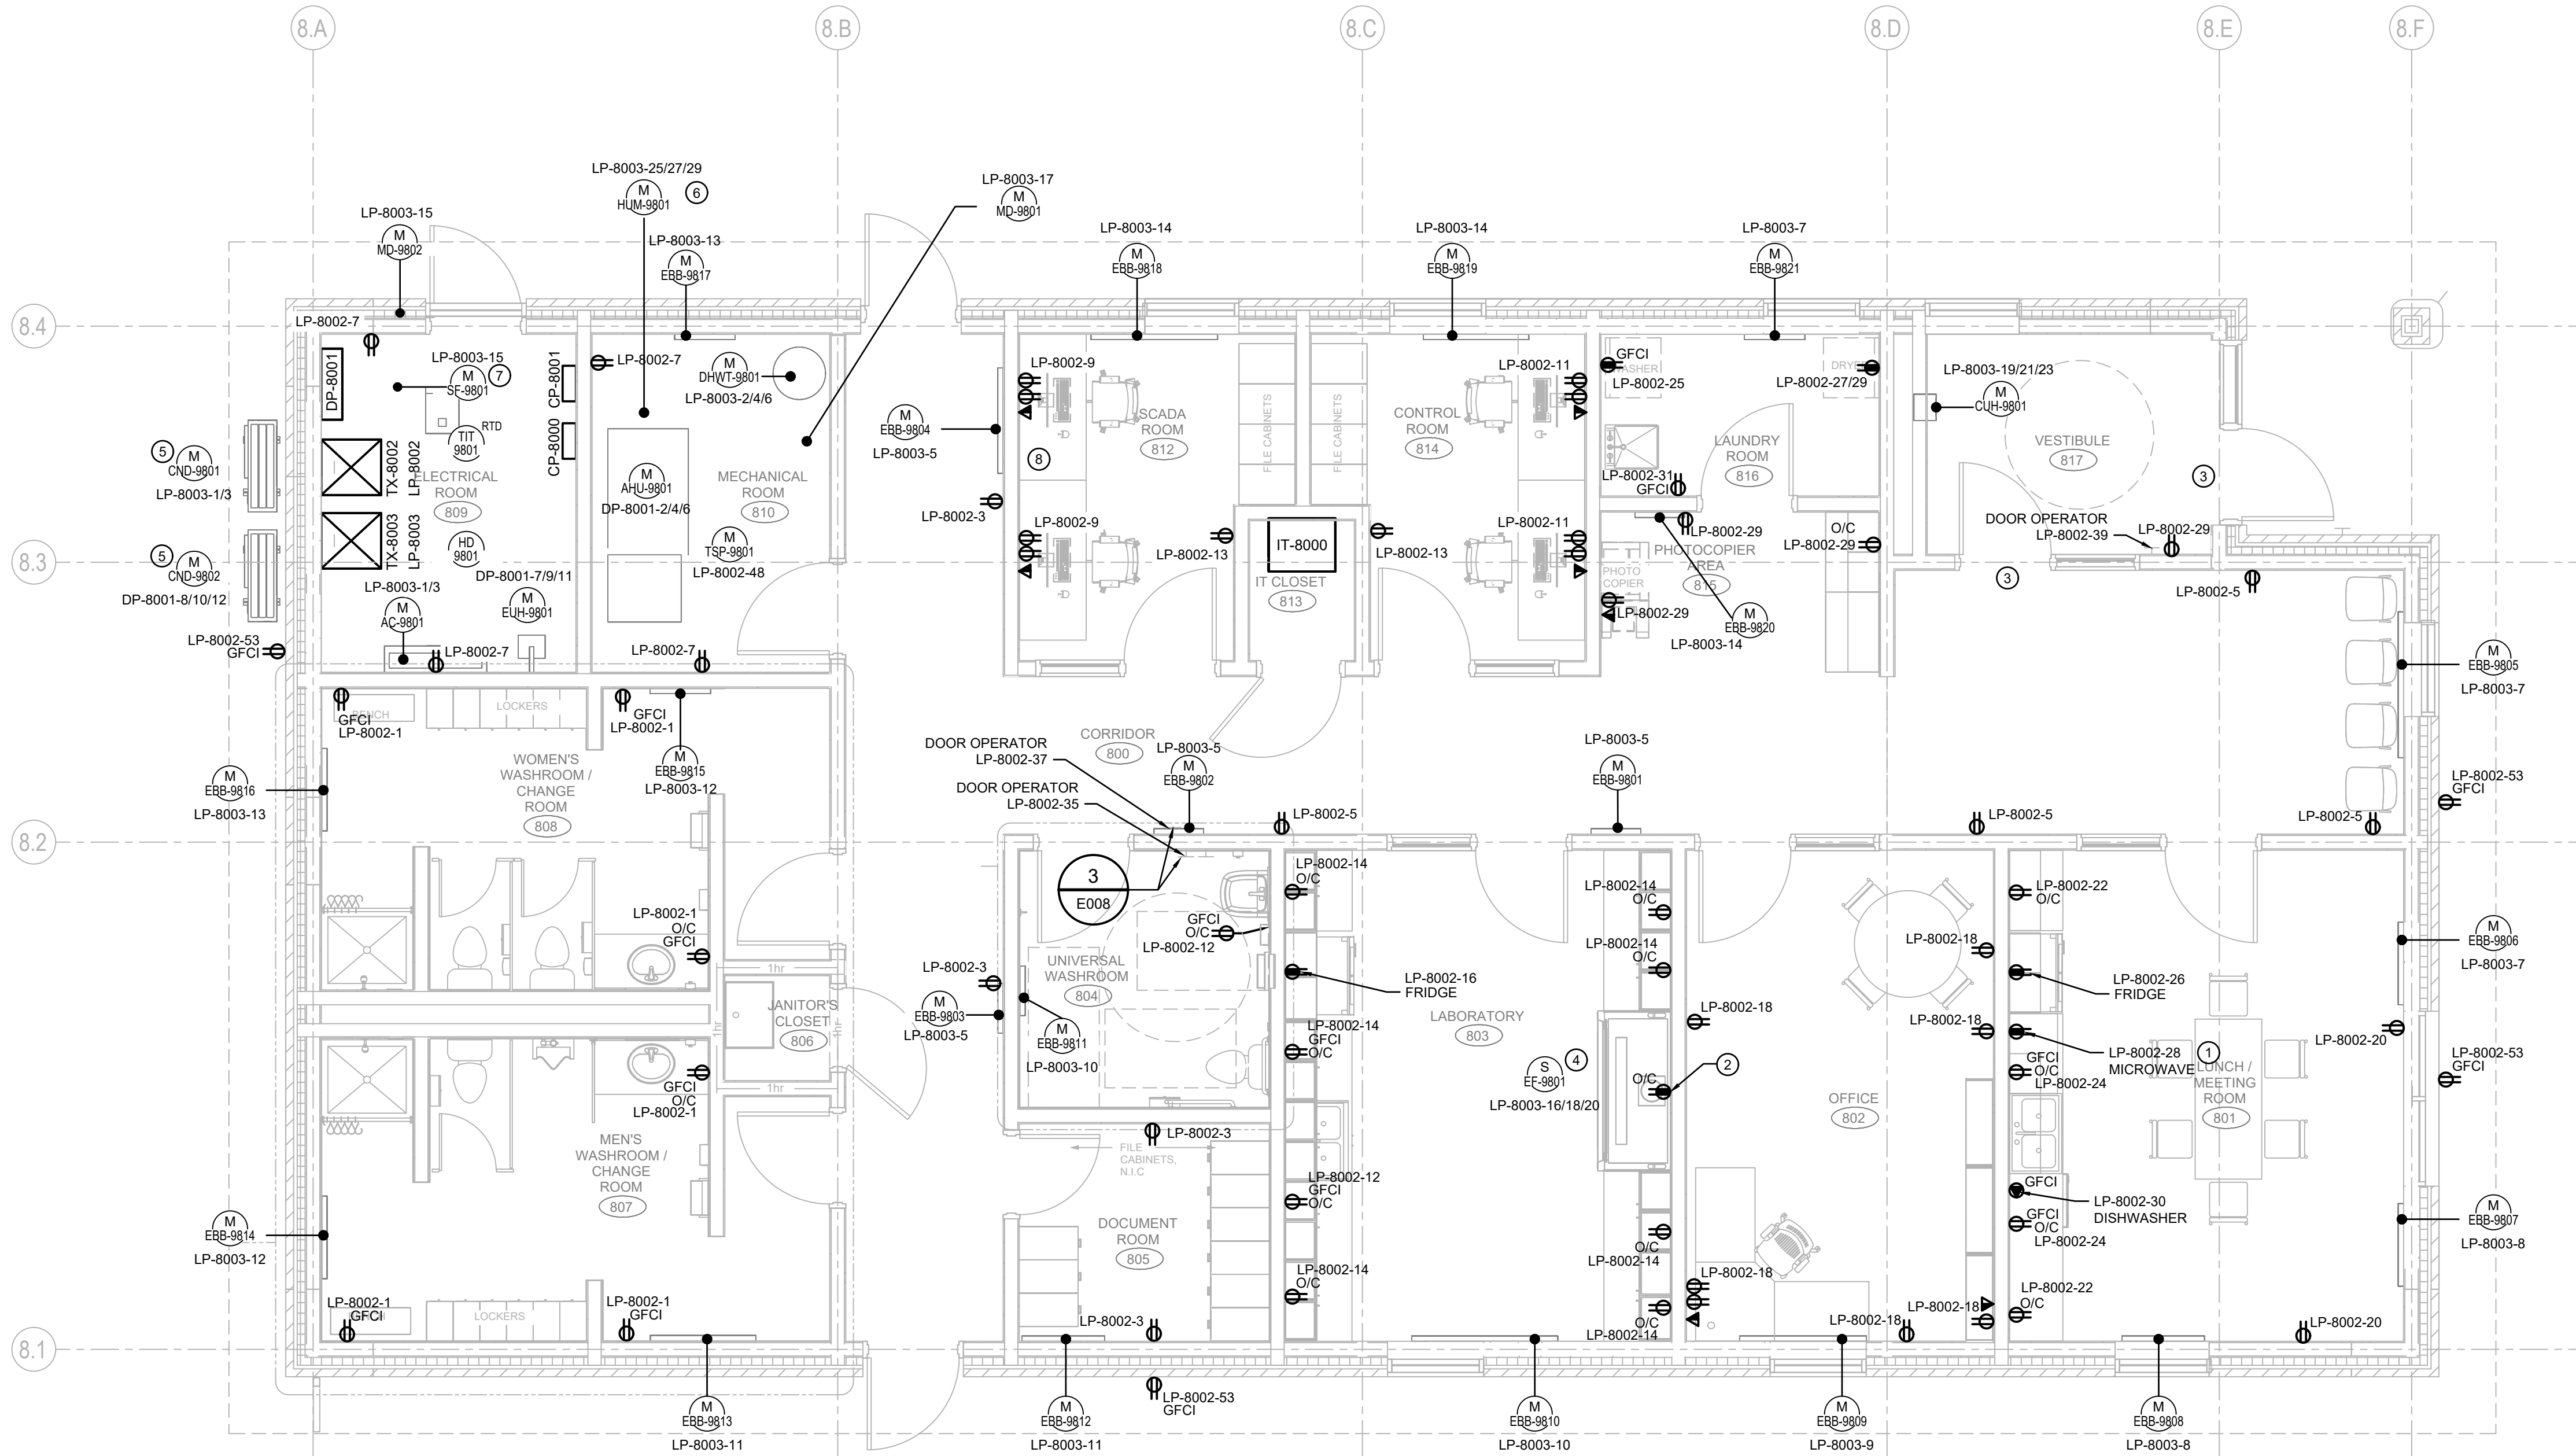 8.A
8.B
8.C
8.D
8.E
8.F
LP-8003-25/27/29
M
HUM-9801
6
LP-8003-17
M
MD-9801
LP-8003-15
M
MD-9802
LP-8003-13
M
EBB-9817
LP-8003-14
M
EBB-9818
LP-8003-14
M
EBB-9819
LP-8003-7
M
EBB-9821
8.4
LP-8002-7
DP-8001
LP-8003-15
M
SF-9801
7
RTD
TIT
9801
CP-8001
CP-8000
LP-8002-7
M
DHWT-9801
LP-8003-2/4/6
M
EBB-9804
LP-8003-5
LP-8002-9
SCADA
ROOM
812
FILE CABINETS
FILE CABINETS
CONTROL
ROOM
814
LP-8002-11
GFCI
WASHER
LP-8002-25
DRYER
LP-8002-27/29
LP-8003-19/21/23
M
CUH-9801
VESTIBULE
817
3
5
M
CND-9801
LP-8003-1/3
TX-8002
LP-8002
ELECTRICAL
ROOM
809
M
AHU-9801
DP-8001-2/4/6
MECHANICAL
ROOM
810
8
LP-8002-3
LAUNDRY
ROOM
816
LP-8002-31
GFCI
8.3
5
M
CND-9802
DP-8001-8/10/12
TX-8003
LP-8003
HD
9801
M
TSP-9801
LP-8002-48
LP-8002-9
LP-8002-13
IT-8000
IT CLOSET
813
LP-8002-13
LP-8002-11
LP-8002-29
PHOTOCOPIER
AREA
815
PHOTO
COPIER
LP-8002-29
O/C
LP-8002-29
DOOR OPERATOR
LP-8002-39
LP-8002-29
3
LP-8002-5
LP-8003-1/3
M
AC-9801
DP-8001-7/9/11
M
EUH-9801
M
EBB-9820
LP-8003-14
LP-8002-53
GFCI
LP-8002-7
LP-8002-7
M
EBB-9805
LP-8003-7
BENCH
GFCI
LP-8002-1
LOCKERS
GFCI
LP-8002-1
M
EBB-9815
LP-8003-12
WOMEN'S
WASHROOM /
CHANGE
ROOM
808
M
EBB-9816
LP-8003-13
CORRIDOR
800
DOOR OPERATOR
LP-8002-37
DOOR OPERATOR
LP-8002-35
LP-8003-5
M
EBB-9802
LP-8003-5
M
EBB-9801
LP-8002-53
GFCI
LP-8002-5
LP-8002-5
LP-8002-5
8.2
3
E008
LP-8002-14
O/C
LP-8002-14
O/C
LP-8002-22
O/C
LP-8002-1
O/C
GFCI
GFCI
O/C
LP-8002-12
LP-8002-14
O/C
LP-8002-18
M
EBB-9806
LP-8003-7
1hr
LP-8002-3
M
EBB-9803
LP-8003-5
UNIVERSAL
WASHROOM
804
LP-8002-16
FRIDGE
LP-8002-26
FRIDGE
JANITOR'S
CLOSET
806
1hr
1hr
1hr
M
EBB-9811
LP-8003-10
LP-8002-14
GFCI
O/C
LABORATORY
803
LP-8002-18
LP-8002-18
LP-8002-20
LP-8002-28
MICROWAVE
1
GFCI
O/C
LP-8002-24
LUNCH /
MEETING
ROOM
801
LP-8002-53
GFCI
GFCI
O/C
LP-8002-1
S
EF-9801
4
LP-8003-16/18/20
O/C
2
OFFICE
802
MEN'S
WASHROOM /
CHANGE
ROOM
807
LP-8002-3
FILE
CABINETS,
N.I.C
LP-8002-12
GFCI
O/C
GFCI
LP-8002-30
DISHWASHER
GFCI
O/C
LP-8002-24
M
EBB-9814
LP-8003-12
M
EBB-9807
LP-8003-8
DOCUMENT
ROOM
805
O/C
LP-8002-14
LP-8002-14
O/C
LP-8002-18
LP-8002-22
O/C
LP-8002-1
GFCI
LOCKERS
LP-8002-1
GFCI
LP-8002-3
O/C
LP-8002-14
LP-8002-18
LP-8002-18
LP-8002-20
8.1
M
EBB-9813
LP-8003-11
M
EBB-9812
LP-8003-11
LP-8002-53
GFCI
M
EBB-9810
LP-8003-10
M
EBB-9809
LP-8003-9
M
EBB-9808
LP-8003-8